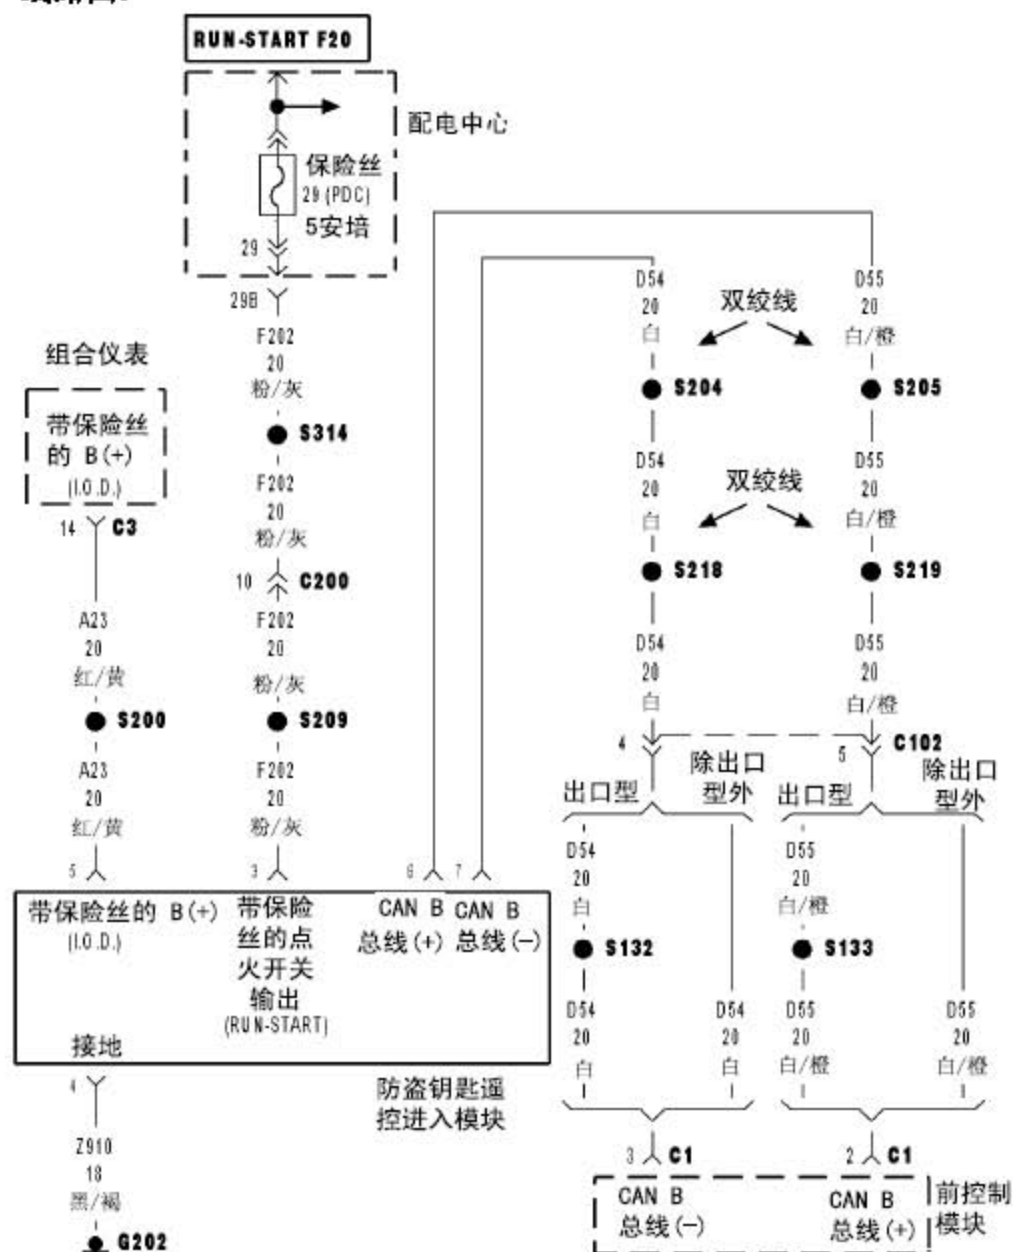 RUN-START F20
配电中心
保险丝
29 (PDC)
5安培
29
29B
F202
20
粉/灰
S314
F202
20
粉/灰
10
C200
F202
20
粉/灰
S209
F202
20
粉/灰
3
组合仪表
带保险丝
的 B(+)
(I.O.D.)
14
C3
A23
20
红/黄
S200
A23
20
红/黄
5
D54
20
白
双绞线
D55
20
白/橙
S204
S205
D54
20
白
双绞线
D55
20
白/橙
S218
S219
D54
20
白
D55
20
白/橙
4
5
C102
出口型
除出口
型外
出口型
除出口
型外
D54
20
白
D55
20
白/橙
S132
S133
D54
20
白
D54
20
白
D55
20
白/橙
D55
20
白/橙
3
C1
2
C1
CAN B
总线(-)
CAN B
总线(+)
前控制
模块
6
7
带保险丝的 B(+)
(I.O.D.)
带保险
丝的点
火开关
输出
(RUN-START)
CAN B
总线(+)
CAN B
总线(-)
接地
防盗钥匙遥
控进入模块
4
Z910
18
黑/褐
G202